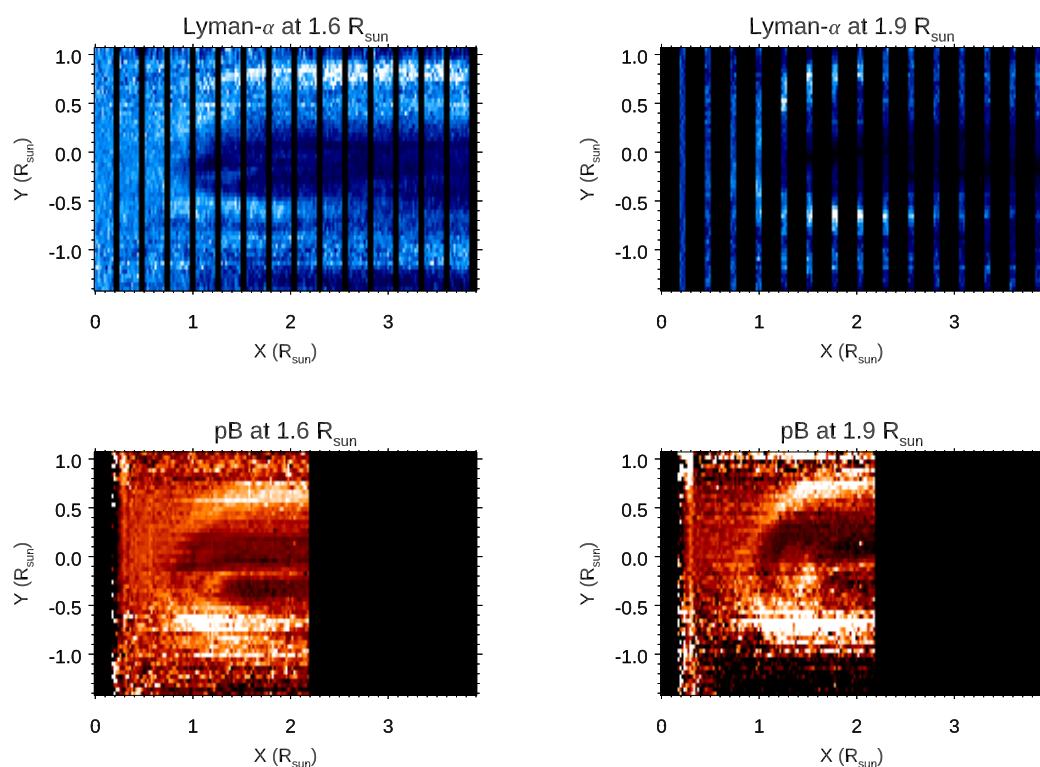 Lyman-α at 1.6 Rsun
1.0
0.5
0.0
-0.5
-1.0
Y (Rsun)
0 1 2 3
X (Rsun)
Lyman-α at 1.9 Rsun
1.0
0.5
0.0
-0.5
-1.0
Y (Rsun)
0 1 2 3
X (Rsun)
pB at 1.6 Rsun
1.0
0.5
0.0
-0.5
-1.0
Y (Rsun)
0 1 2 3
X (Rsun)
pB at 1.9 Rsun
1.0
0.5
0.0
-0.5
-1.0
Y (Rsun)
0 1 2 3
X (Rsun)